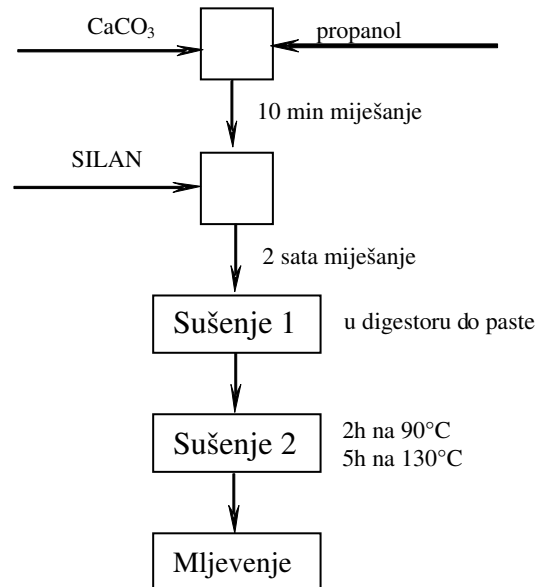 CaCO₃
propanol
10 min miješanje
SILAN
2 sata miješanje
Sušenje 1
u digestoru do paste
Sušenje 2
2h na 90°C
5h na 130°C
Mljevenje